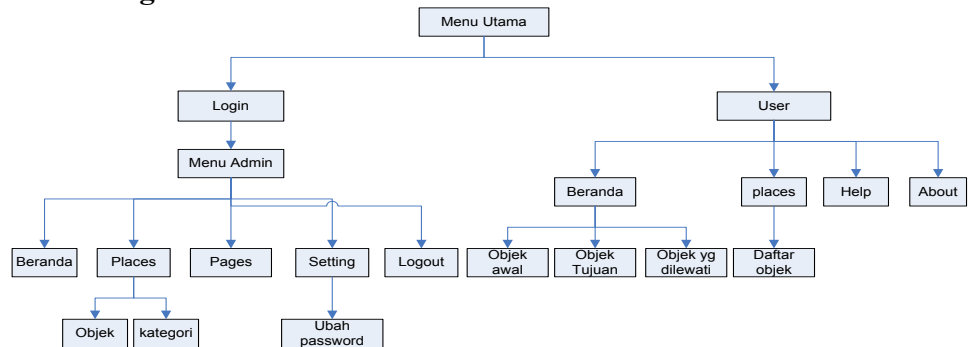 Menu Utama
Login
User
Menu Admin
Beranda
places
Help
About
Beranda
Places
Pages
Setting
Logout
Objek
awal
Objek
Tujuan
Objek yg
dilewati
Daftar
objek
Objek
kategori
Ubah
password